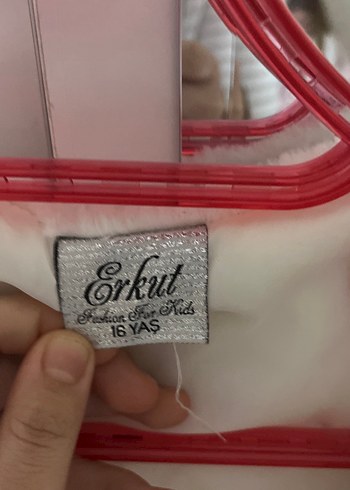 Erkut
Fashion For Kids
16 YAŞ